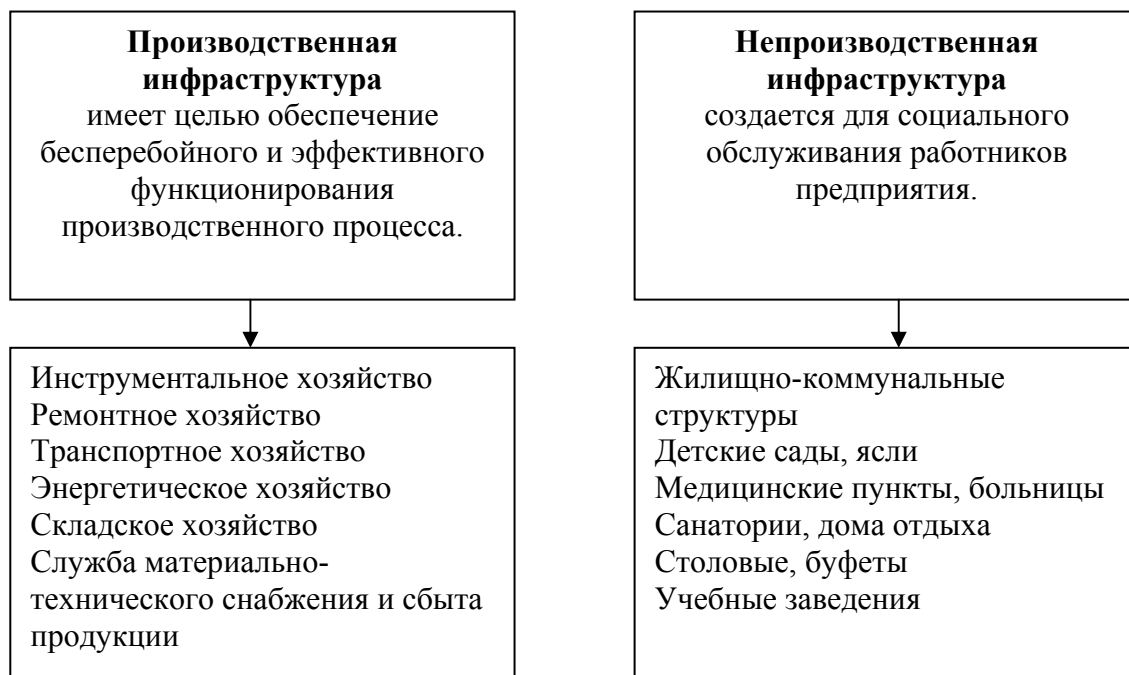 Производственная
инфраструктура
имеет целью обеспечение
бесперебойного и эффективного
функционирования
производственного процесса.
Инструментальное хозяйство
Ремонтное хозяйство
Транспортное хозяйство
Энергетическое хозяйство
Складское хозяйство
Служба материально-
технического снабжения и сбыта
продукции
Непроизводственная
инфраструктура
создается для социального
обслуживания работников
предприятия.
Жилищно-коммунальные
структуры
Детские сады, ясли
Медицинские пункты, больницы
Санатории, дома отдыха
Столовые, буфеты
Учебные заведения